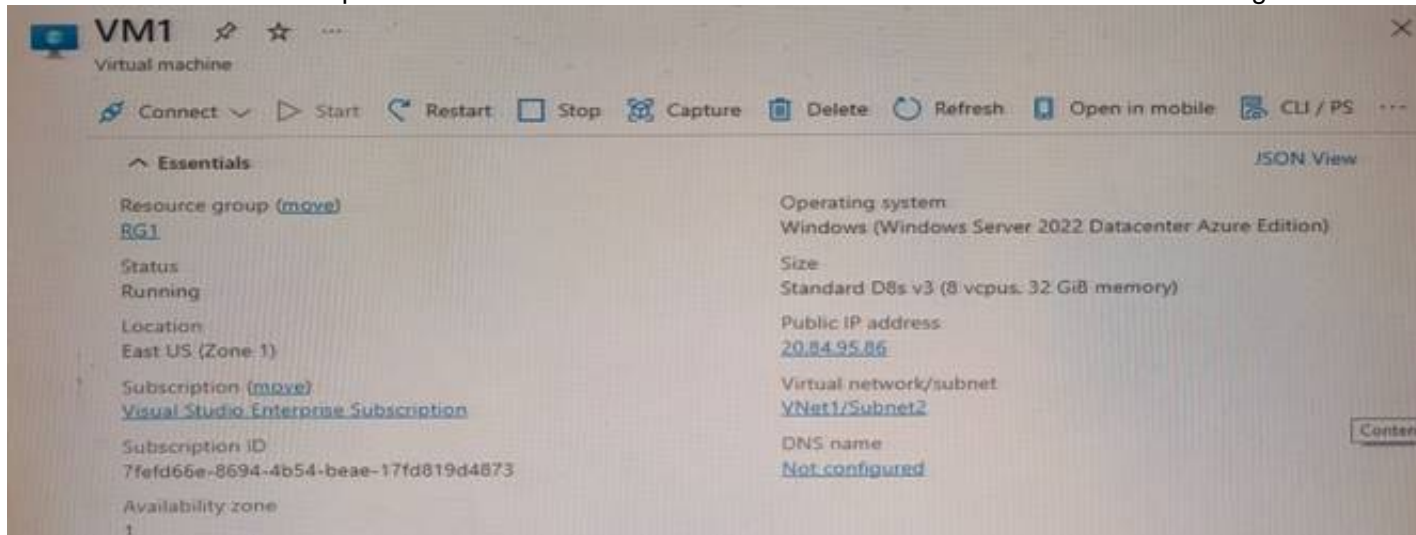 VM1
Virtual machine
Connect Start Restart Stop Capture Delete Refresh Open in mobile CLI / PS ...
Essentials
JSON View
Resource group (move)
RG1
Status
Running
Location
East US (Zone 1)
Subscription (move)
Visual Studio Enterprise Subscription
Subscription ID
7fefd66e-8694-4b54-beae-17fd819d4873
Availability zone
1
Operating system
Windows (Windows Server 2022 Datacenter Azure Edition)
Size
Standard D8s v3 (8 vcpus, 32 GiB memory)
Public IP address
20.84.95.86
Virtual network/subnet
VNet1/Subnet2
DNS name
Not configured
Conten